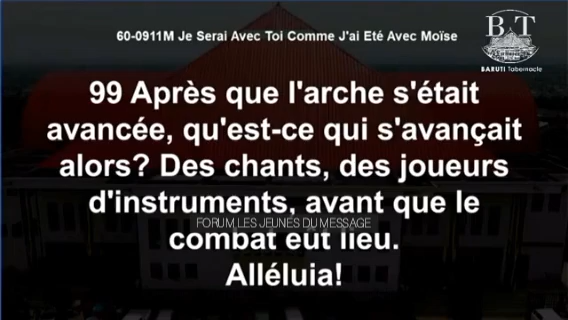 60-0911M Je Serai Avec Toi Comme J'ai Eté Avec Moïse
B T
BARUTI Tabernacle
99 Après que l'arche s'était
avancée, qu'est-ce qui s'avançait
alors? Des chants, des joueurs
d'instruments, avant que le
FORUM LES JEUNES DU MESSAGE
combat eut lieu.
Alléluia!